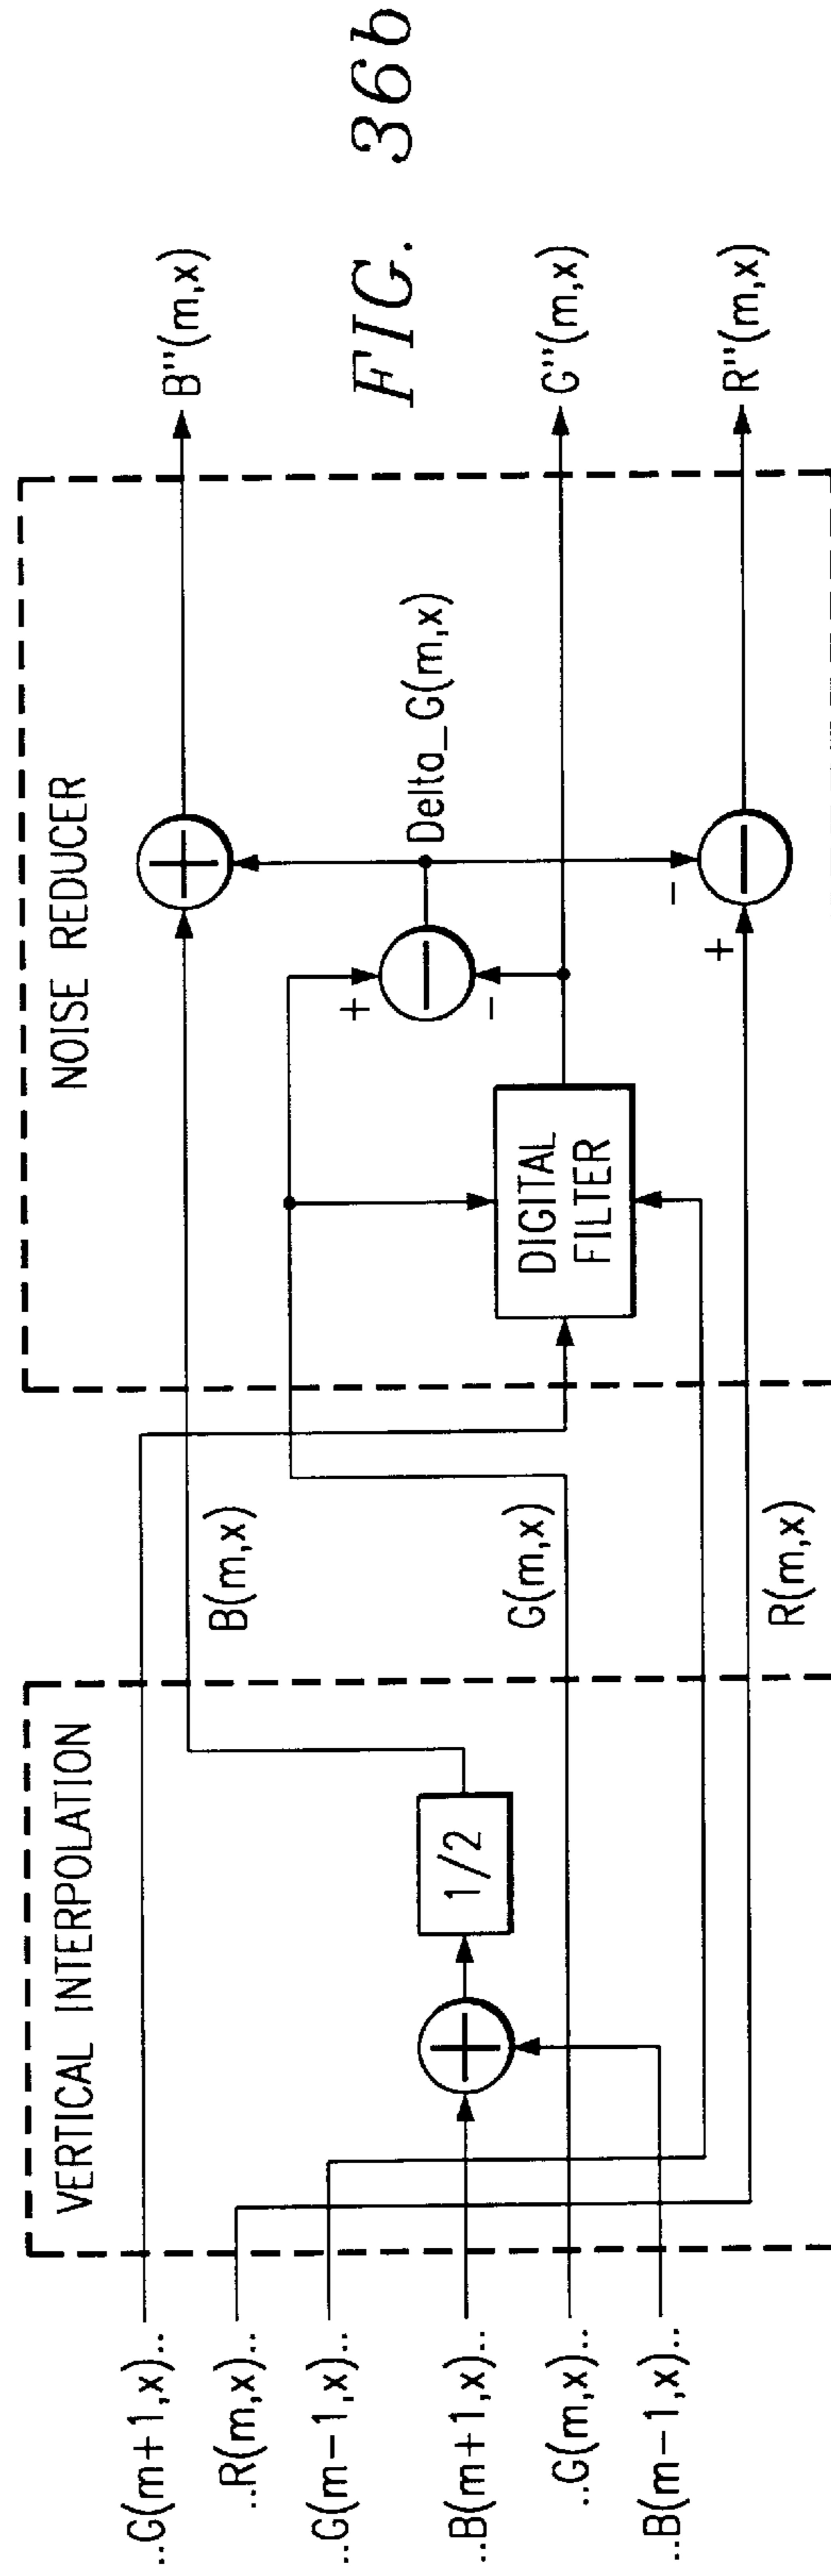 FIG. 36b
VERTICAL INTERPOLATION
NOISE REDUCER
..G(m+1,x)..
..R(m,x)..
..G(m-1,x)..
..B(m+1,x)..
..G(m,x)..
..B(m-1,x)..
1/2
B(m,x)
G(m,x)
R(m,x)
DIGITAL
FILTER
+
-
Delta_G(m,x)
-
+
B"(m,x)
G"(m,x)
R"(m,x)